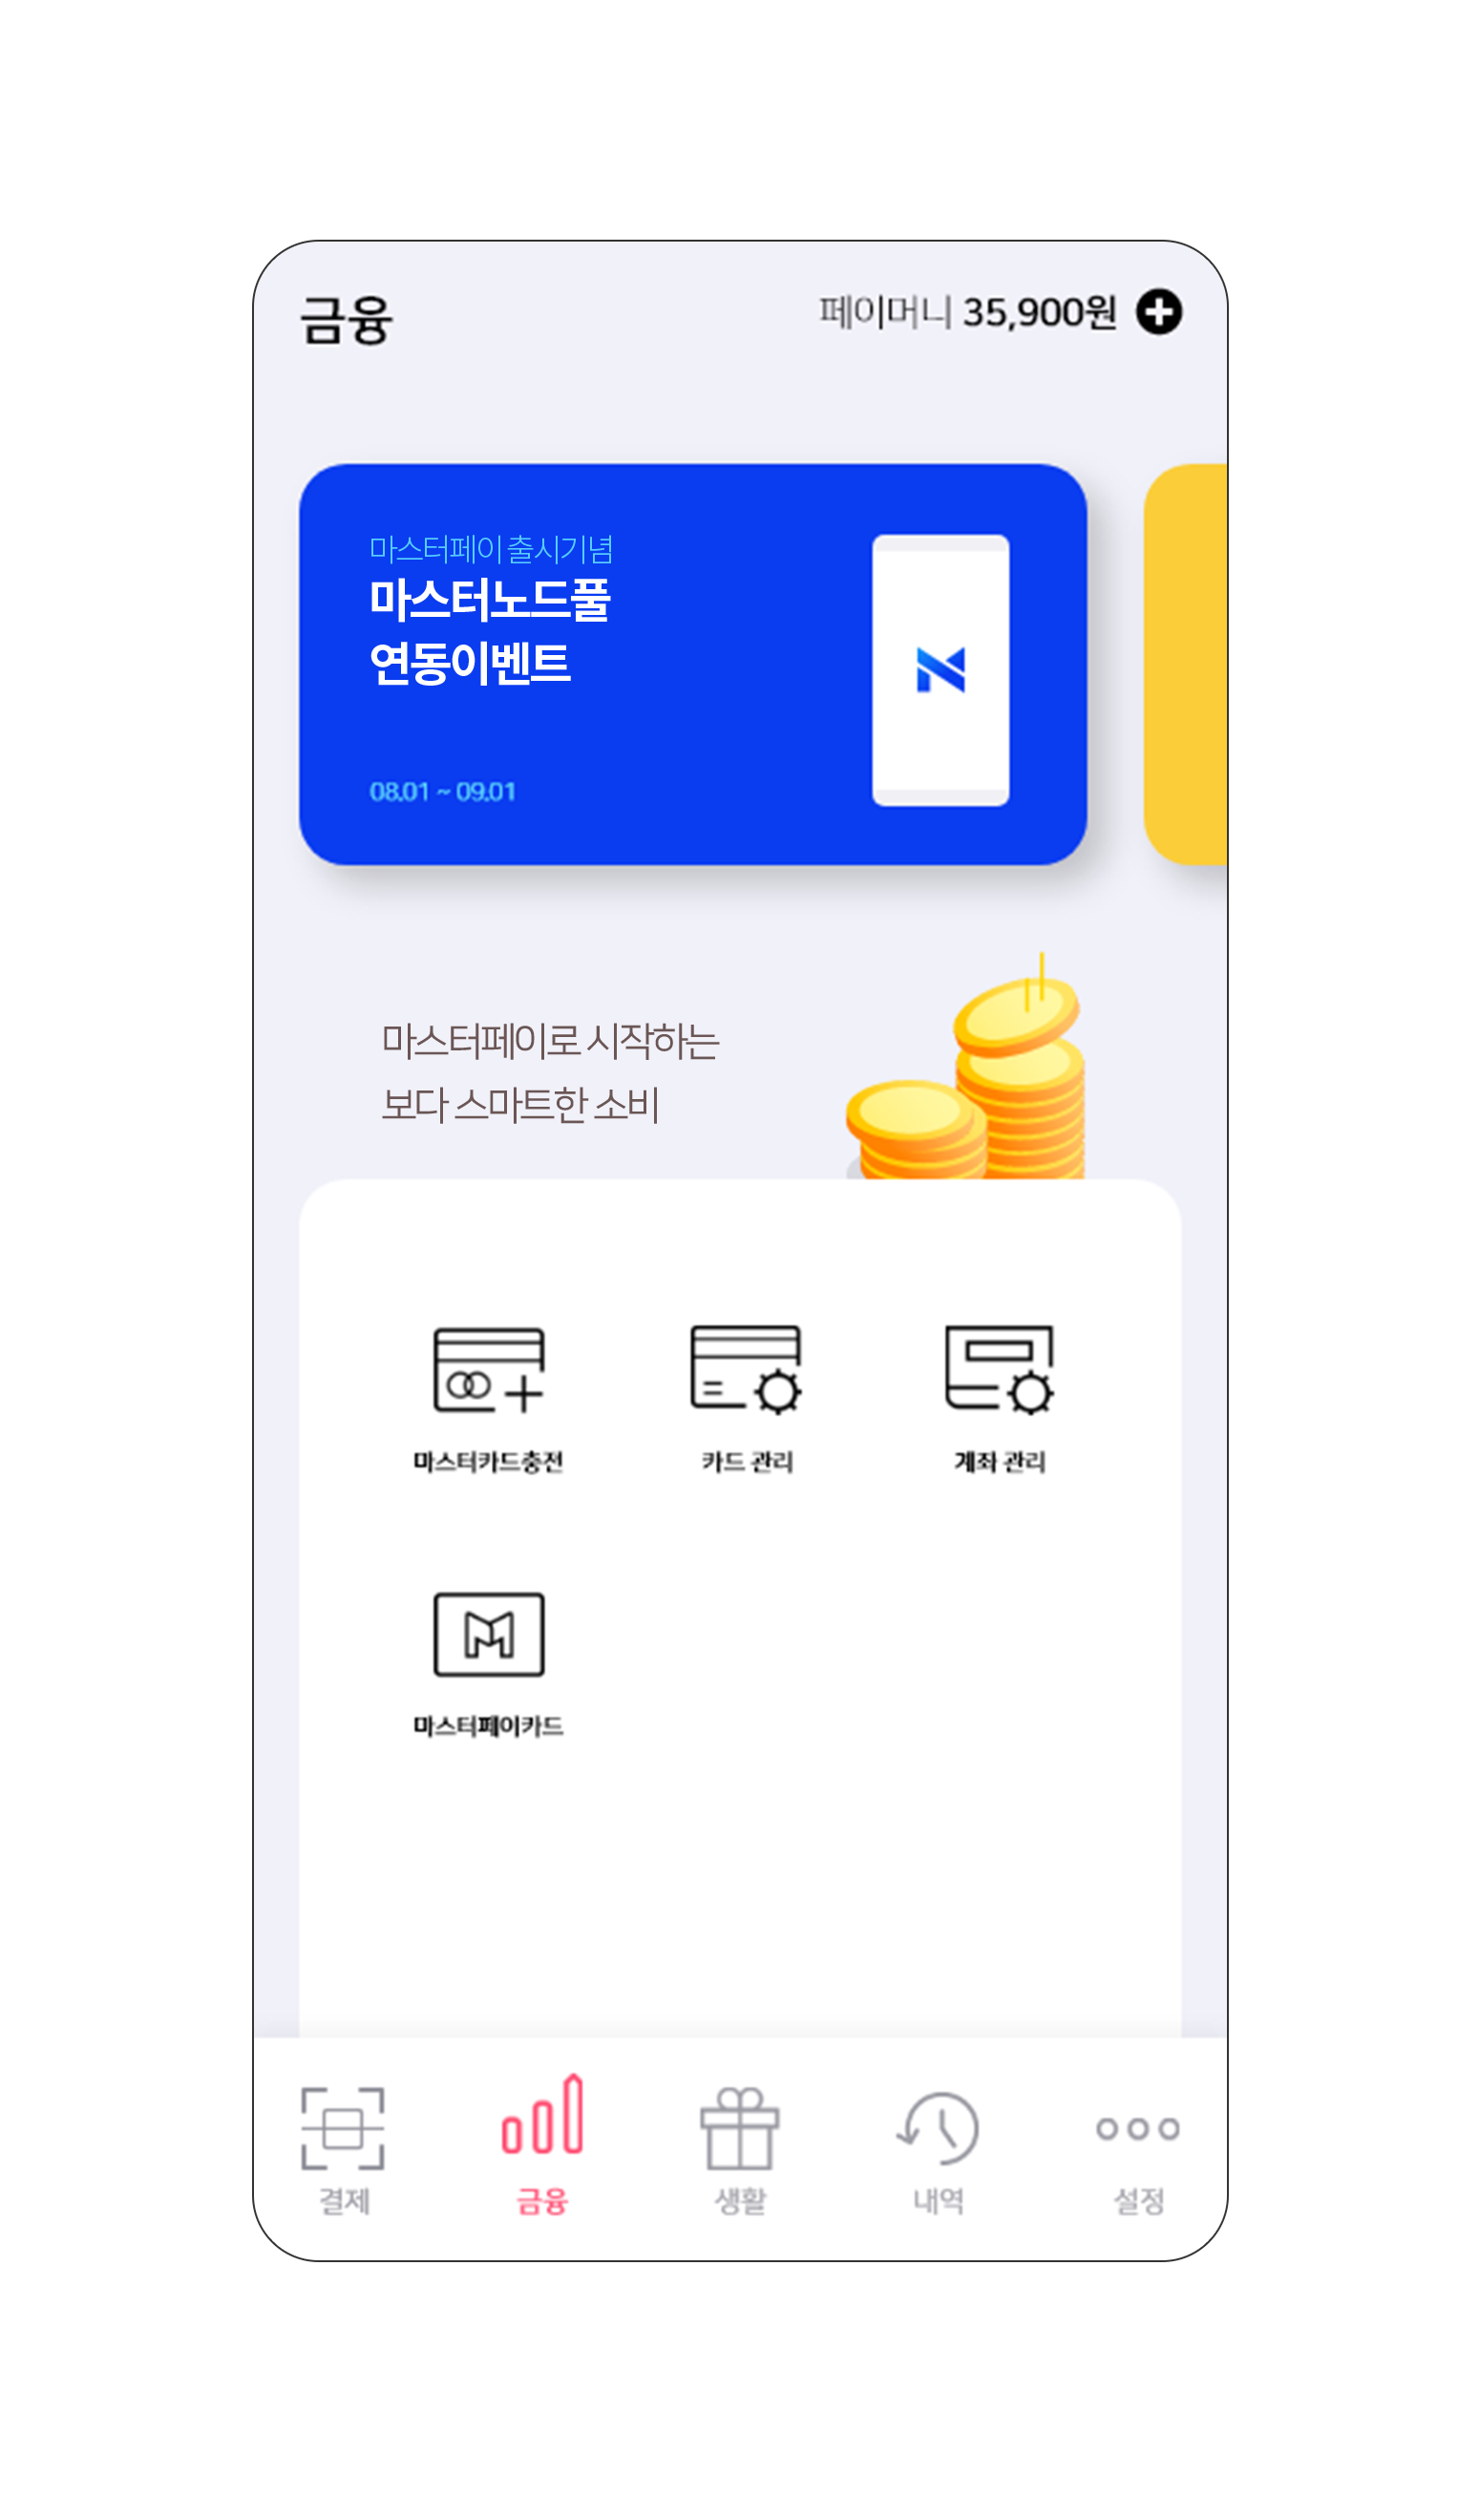 금융
페이머니 35,900원
마스터페이 출시기념
마스터노드풀
연동이벤트
08.01 ~ 09.01
마스터페이로 시작하는
보다 스마트한 소비
마스터카드충전
카드 관리
계좌 관리
마스터페이카드
결제
금융
생활
내역
설정